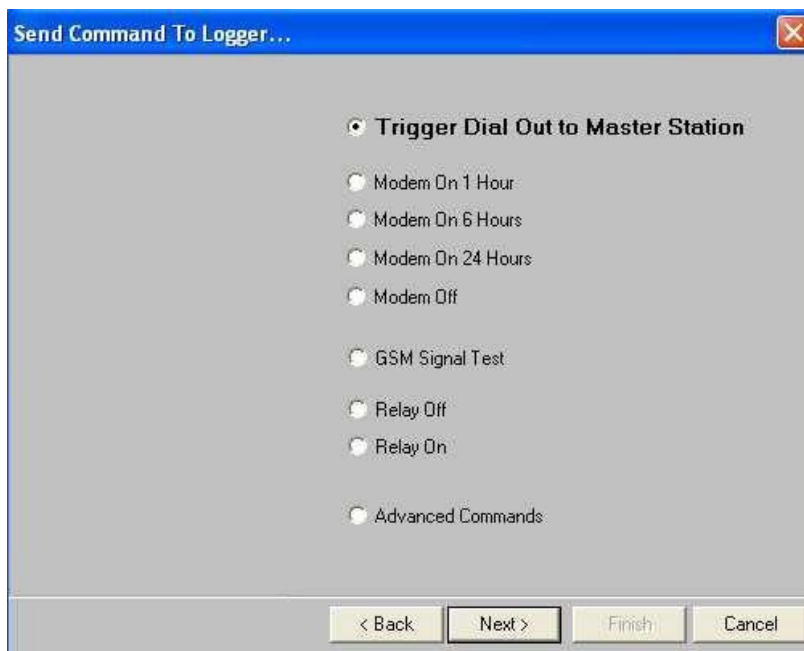 Send Command To Logger...
Trigger Dial Out to Master Station
Modem On 1 Hour
Modem On 6 Hours
Modem On 24 Hours
Modem Off
GSM Signal Test
Relay Off
Relay On
Advanced Commands
< Back Next > Finish Cancel